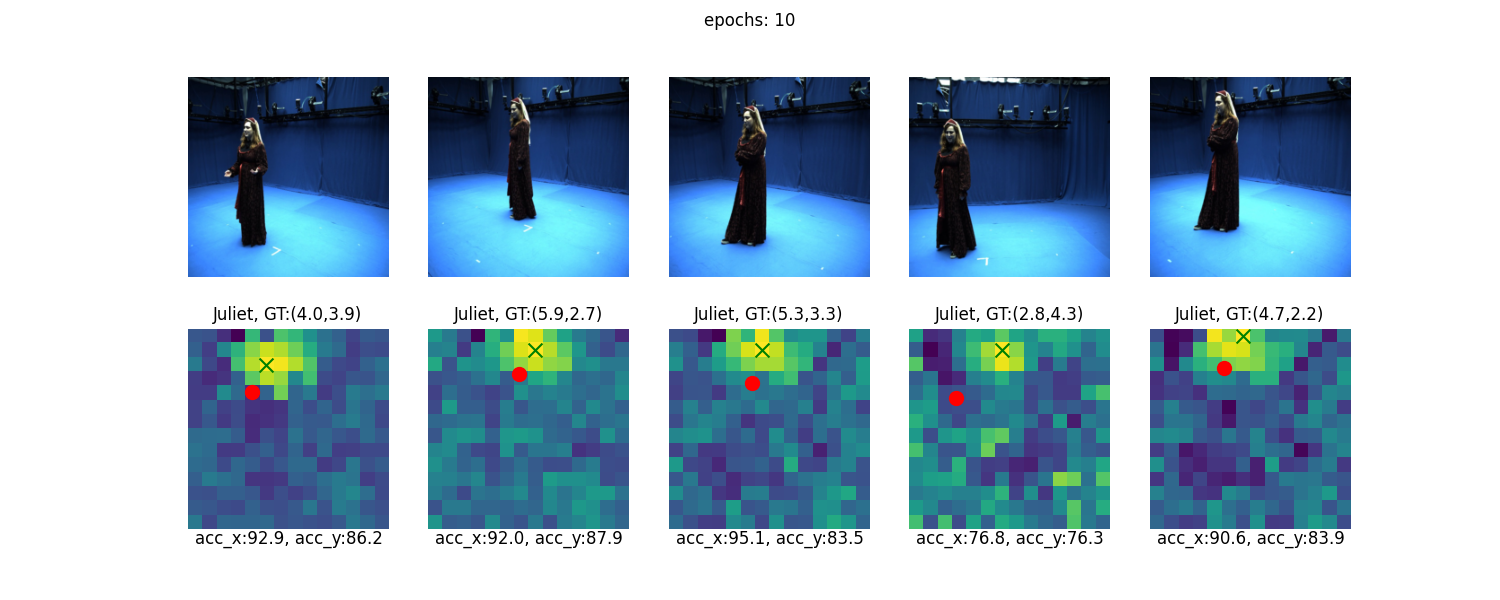 epochs: 10
Juliet, GT:(4.0,3.9)
Juliet, GT:(5.9,2.7)
Juliet, GT:(5.3,3.3)
Juliet, GT:(2.8,4.3)
Juliet, GT:(4.7,2.2)
acc_x:92.9, acc_y:86.2
acc_x:92.0, acc_y:87.9
acc_x:95.1, acc_y:83.5
acc_x:76.8, acc_y:76.3
acc_x:90.6, acc_y:83.9